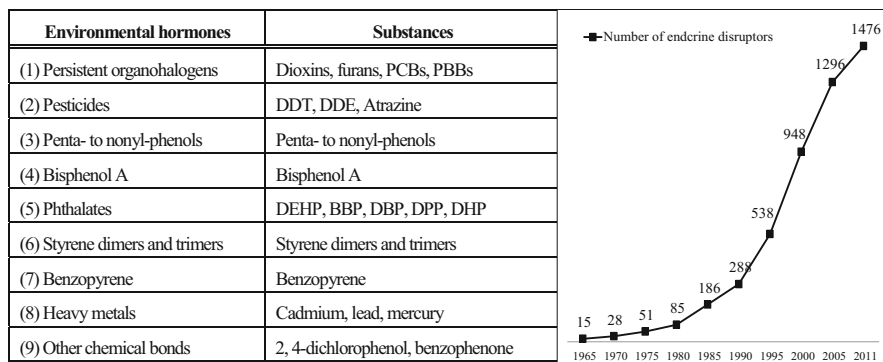 Environmental hormones Substances
(1) Persistent organohalogens Dioxins, furans, PCBs, PBBs
(2) Pesticides DDT, DDE, Atrazine
(3) Penta- to nonyl-phenols Penta- to nonyl-phenols
(4) Bisphenol A Bisphenol A
(5) Phthalates DEHP, BBP, DBP, DPP, DHP
(6) Styrene dimers and trimers Styrene dimers and trimers
(7) Benzopyrene Benzopyrene
(8) Heavy metals Cadmium, lead, mercury
(9) Other chemical bonds 2, 4-dichlorophenol, benzophenone
Number of endcrine disruptors
15 28 51 85 186 288 538 948 1296 1476
1965 1970 1975 1980 1985 1990 1995 2000 2005 2011